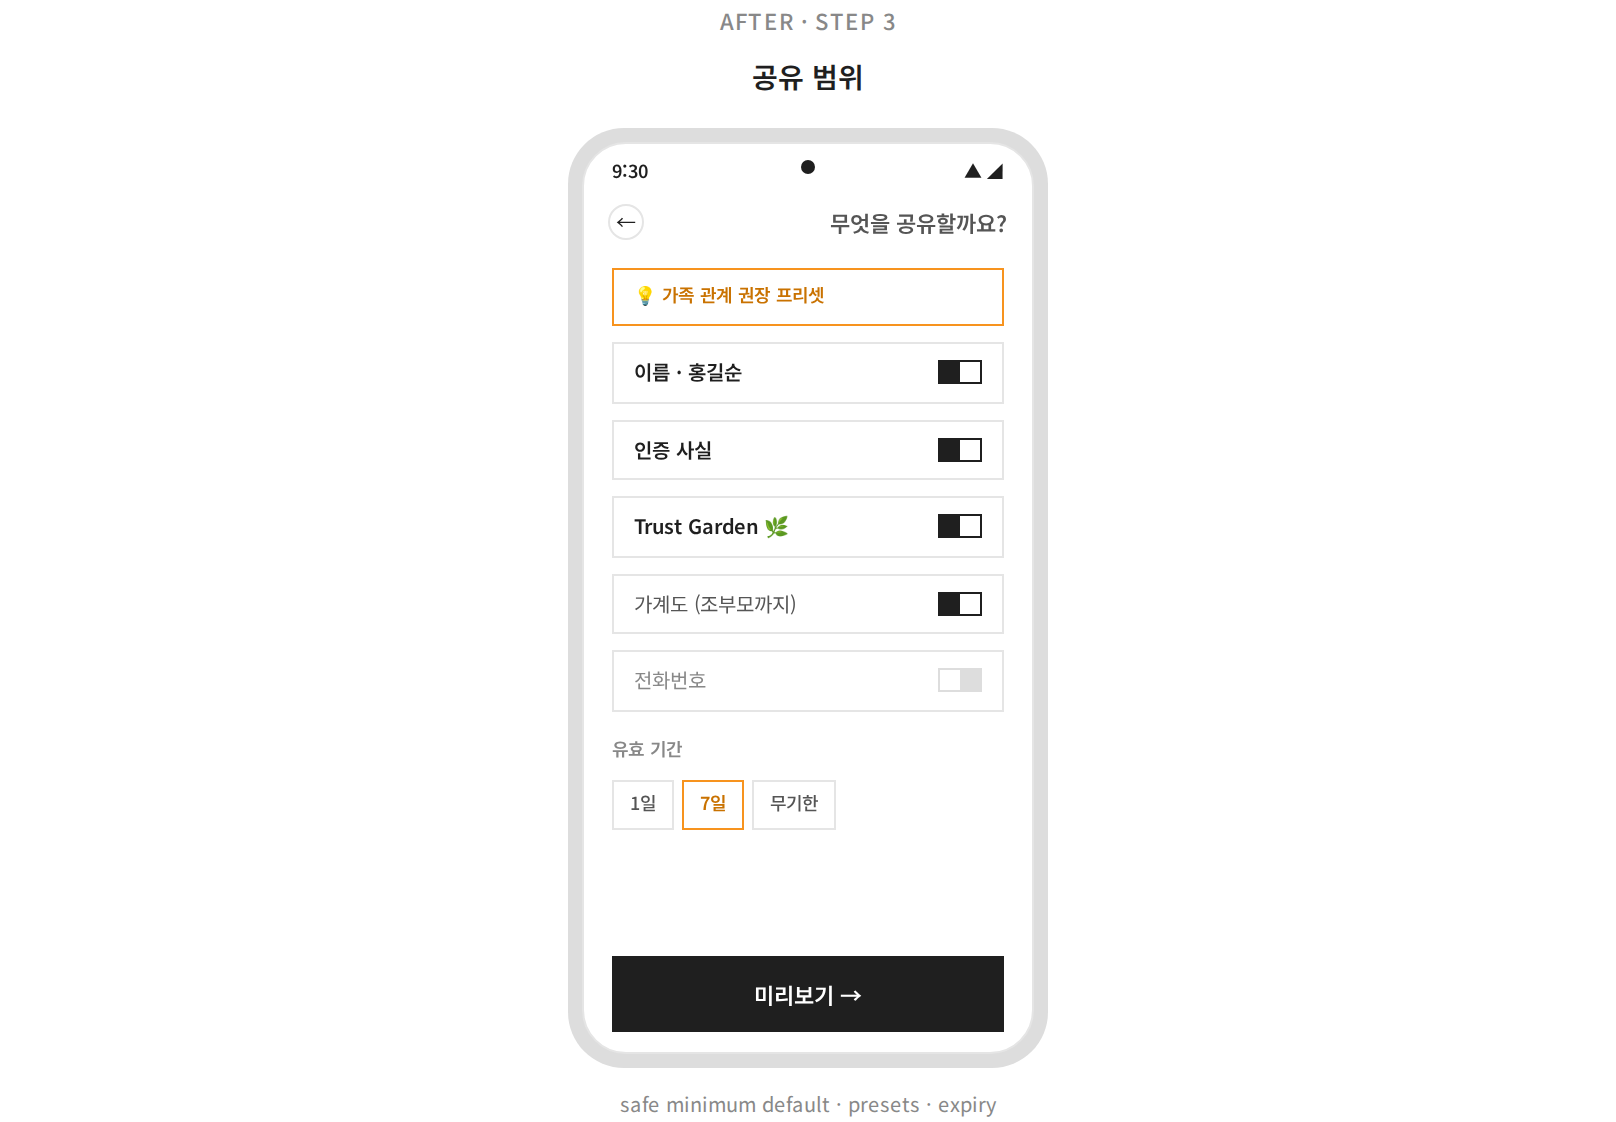 AFTER · STEP 3
공유 범위
9:30
← 무엇을 공유할까요?
💡 가족 관계 권장 프리셋
이름 · 홍길순
인증 사실
Trust Garden 🌿
가계도 (조부모까지)
전화번호
유효 기간
1일 7일 무기한
미리보기 →
safe minimum default · presets · expiry